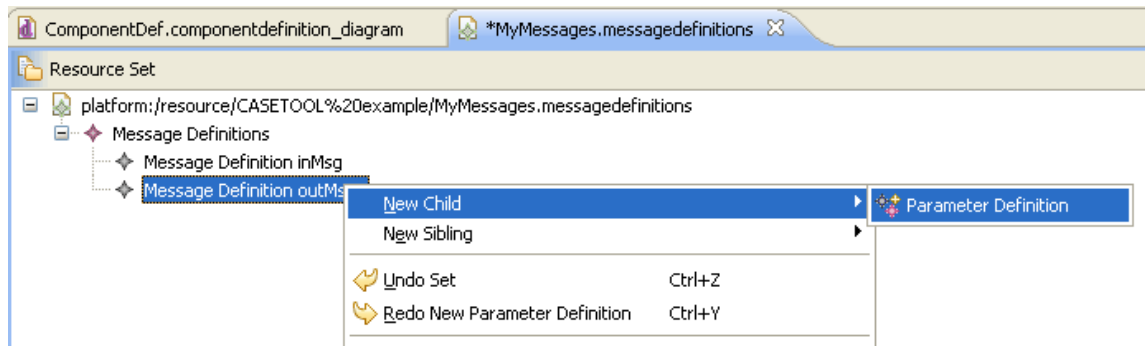 ComponentDef.componentdefinition_diagram *MyMessages.messagedefinitions
Resource Set
platform:/resource/CASETOOL%20example/MyMessages.messagedefinitions
Message Definitions
Message Definition inMsg
Message Definition outMs
New Child
Parameter Definition
New Sibling
Undo Set Ctrl+Z
Redo New Parameter Definition Ctrl+Y